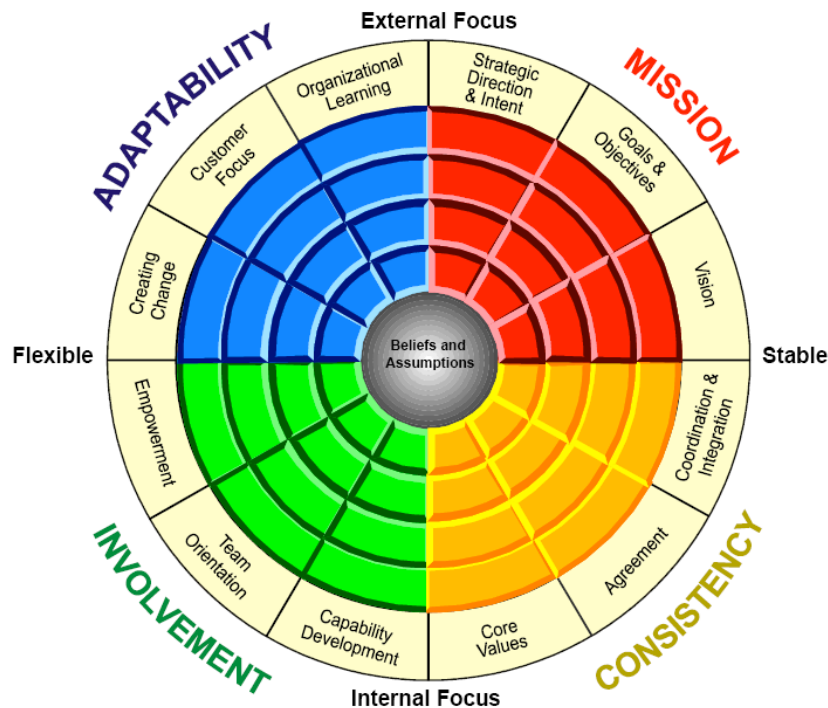 External Focus
ADAPTABILITY
MISSION
Organizational
Learning
Strategic
Direction
& Intent
Customer
Focus
Goals &
Objectives
Creating
Change
Vision
Flexible
Beliefs and
Assumptions
Stable
Empowerment
Coordination &
Integration
Team
Orientation
Agreement
Capability
Development
Core
Values
INVOLVEMENT
CONSISTENCY
Internal Focus